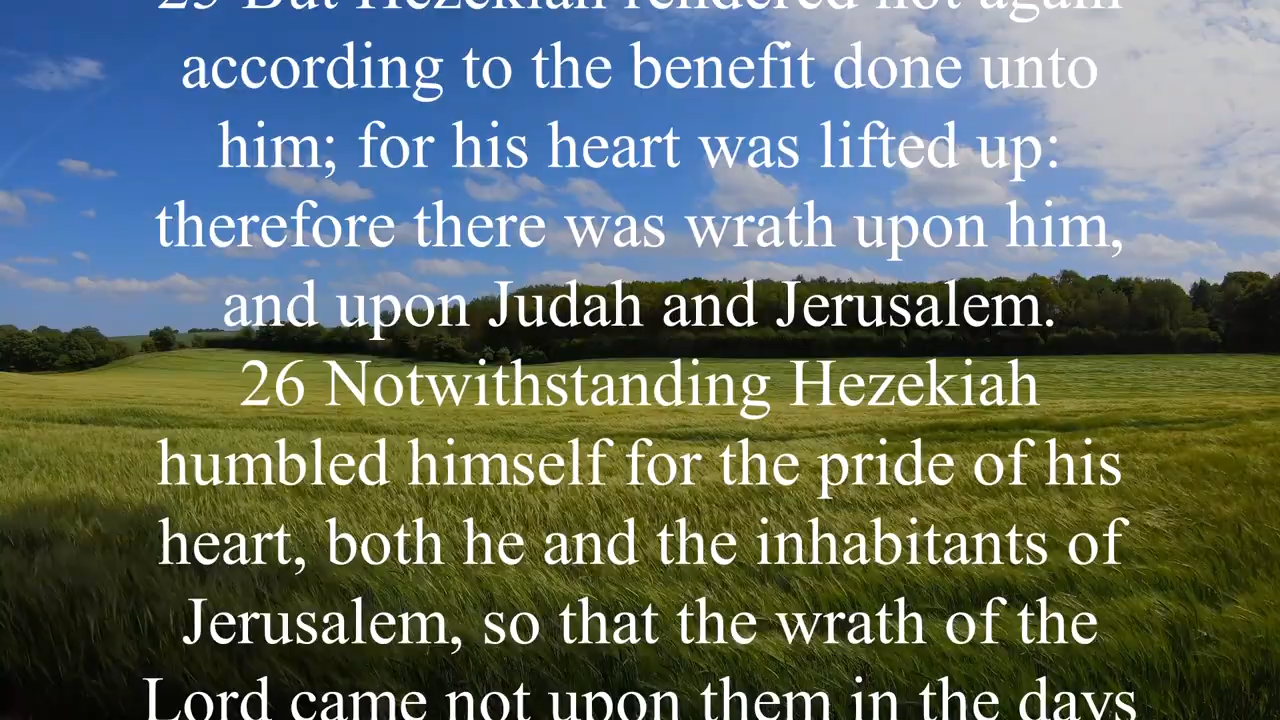 25 But Hezekiah rendered not again
according to the benefit done unto
him; for his heart was lifted up:
therefore there was wrath upon him,
and upon Judah and Jerusalem.
26 Notwithstanding Hezekiah
humbled himself for the pride of his
heart, both he and the inhabitants of
Jerusalem, so that the wrath of the
Lord came not upon them in the days